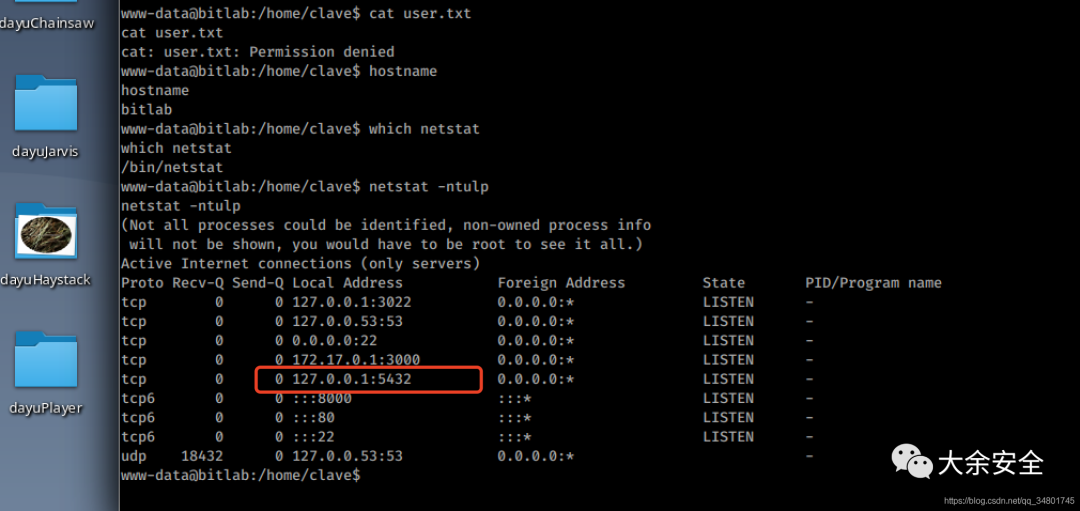 dayuChainsaw
dayuJarvis
dayuHaystack
dayuPlayer
www-data@bitlab:/home/clave$ cat user.txt
cat user.txt
cat: user.txt: Permission denied
www-data@bitlab:/home/clave$ hostname
hostname
bitlab
www-data@bitlab:/home/clave$ which netstat
which netstat
/bin/netstat
www-data@bitlab:/home/clave$ netstat -ntulp
netstat -ntulp
(Not all processes could be identified, non-owned process info
 will not be shown, you would have to be root to see it all.)
Active Internet connections (only servers)
Proto Recv-Q Send-Q Local Address           Foreign Address         State       PID/Program name
tcp        0      0 127.0.0.1:3022          0.0.0.0:*               LISTEN      -
tcp        0      0 127.0.0.53:53           0.0.0.0:*               LISTEN      -
tcp        0      0 0.0.0.0:22              0.0.0.0:*               LISTEN      -
tcp        0      0 172.17.0.1:3000         0.0.0.0:*               LISTEN      -
tcp        0      0 127.0.0.1:5432          0.0.0.0:*               LISTEN      -
tcp6       0      0 :::8000                 :::*                    LISTEN      -
tcp6       0      0 :::80                   :::*                    LISTEN      -
tcp6       0      0 :::22                   :::*                    LISTEN      -
udp    18432      0 127.0.0.53:53           0.0.0.0:*                           -
www-data@bitlab:/home/clave$
大余安全
https://blog.csdn.net/qq_34801745